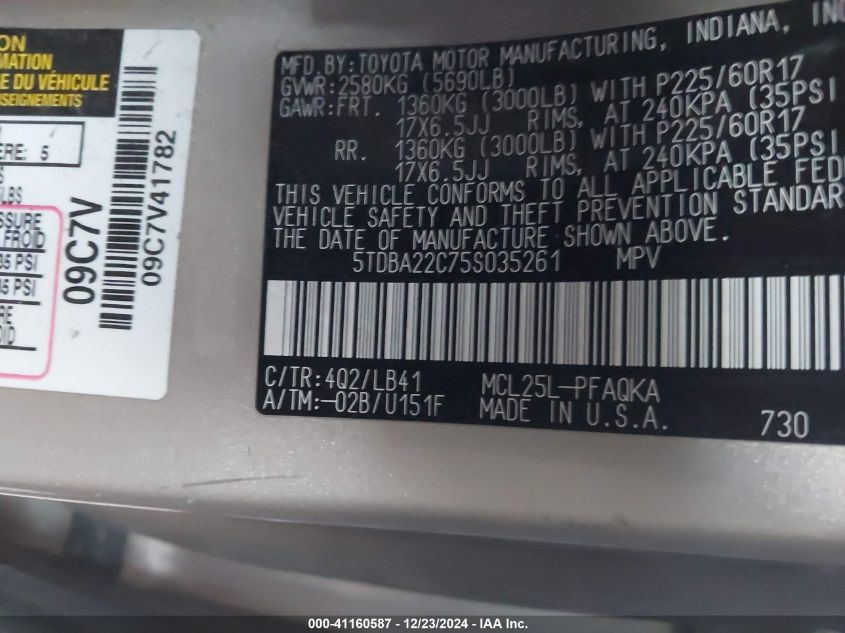 ON
RMATION
E DU VÉHICULE
SEIGNEMENTS
ERE: 5
LBS
ESSURE
FROID
35 PSI
35 PSI
RE
OID
09C7V
09C7V41782
MFD.BY:TOYOTA MOTOR MANUFACTURING, INDIANA, INC
GVWR:2580KG (5690LB)
GAWR:FRT. 1360KG (3000LB) WITH P225/60R17
17X6.5JJ RIMS, AT 240KPA (35PSI
RR. 1360KG (3000LB) WITH P225/60R17
17X6.5JJ RIMS, AT 240KPA (35PSI
THIS VEHICLE CONFORMS TO ALL APPLICABLE FEDE
VEHICLE SAFETY AND THEFT PREVENTION STANDAR
THE DATE OF MANUFACTURE SHOWN ABOVE.
5TDBA22C75S035261 MPV
C/TR:4Q2/LB41 MCL25L-PFAQKA
A/TM:-02B/U151F MADE IN U.S.A. 730
000-41160587 - 12/23/2024 - IAA Inc.